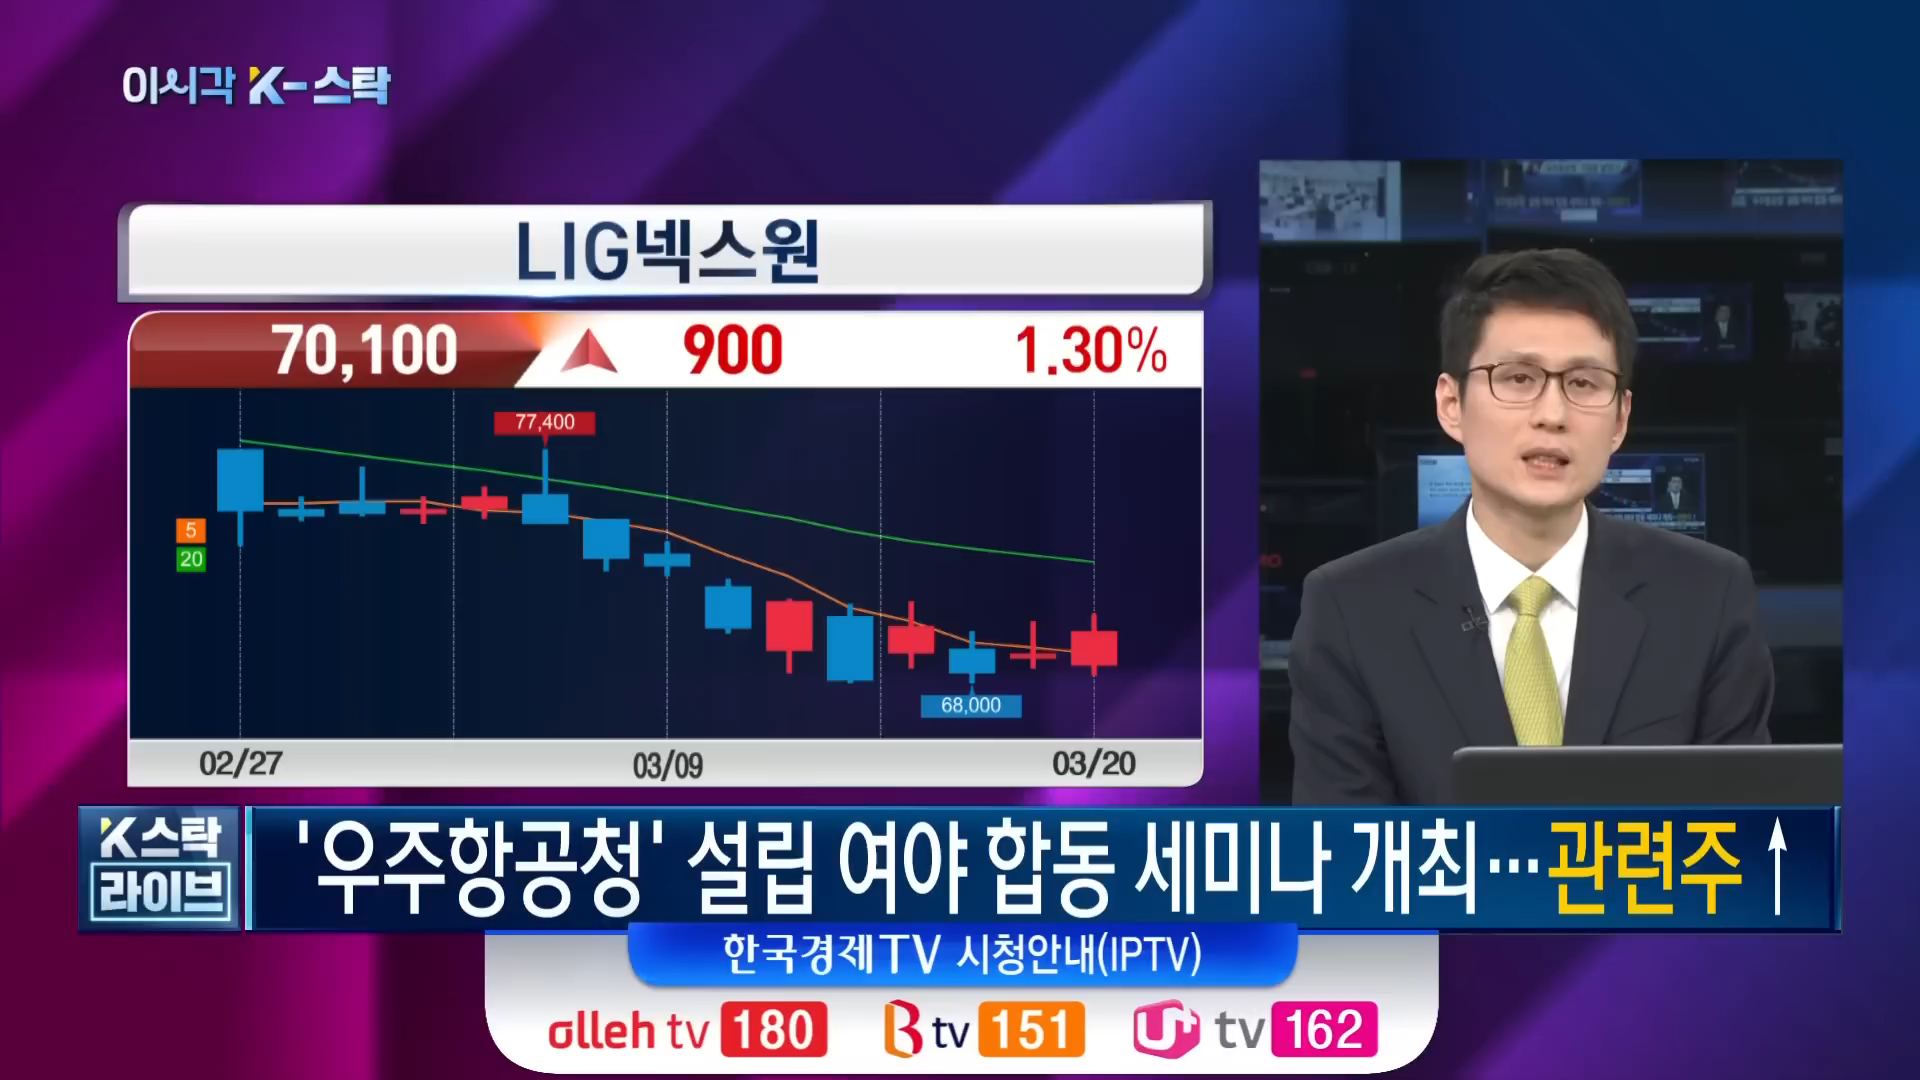 이시각 K-스탁
LIG넥스원
70,100 900 1.30%
77,400
5
20
68,000
02/27 03/09 03/20
K스탁
라이브
'우주항공청' 설립 여야 합동 세미나 개최…관련주↑
한국경제TV 시청안내(IPTV)
olleh tv 180 B tv 151 U+ tv 162